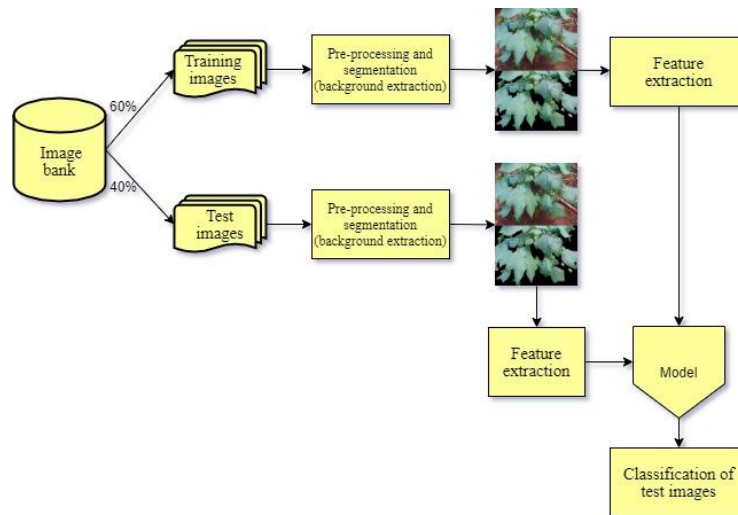 Training
images
Pre-processing and
segmentation
(background extraction)
Feature
extraction
60%
Image
bank
40%
Test
images
Pre-processing and
segmentation
(background extraction)
Feature
extraction
Model
Classification of
test images